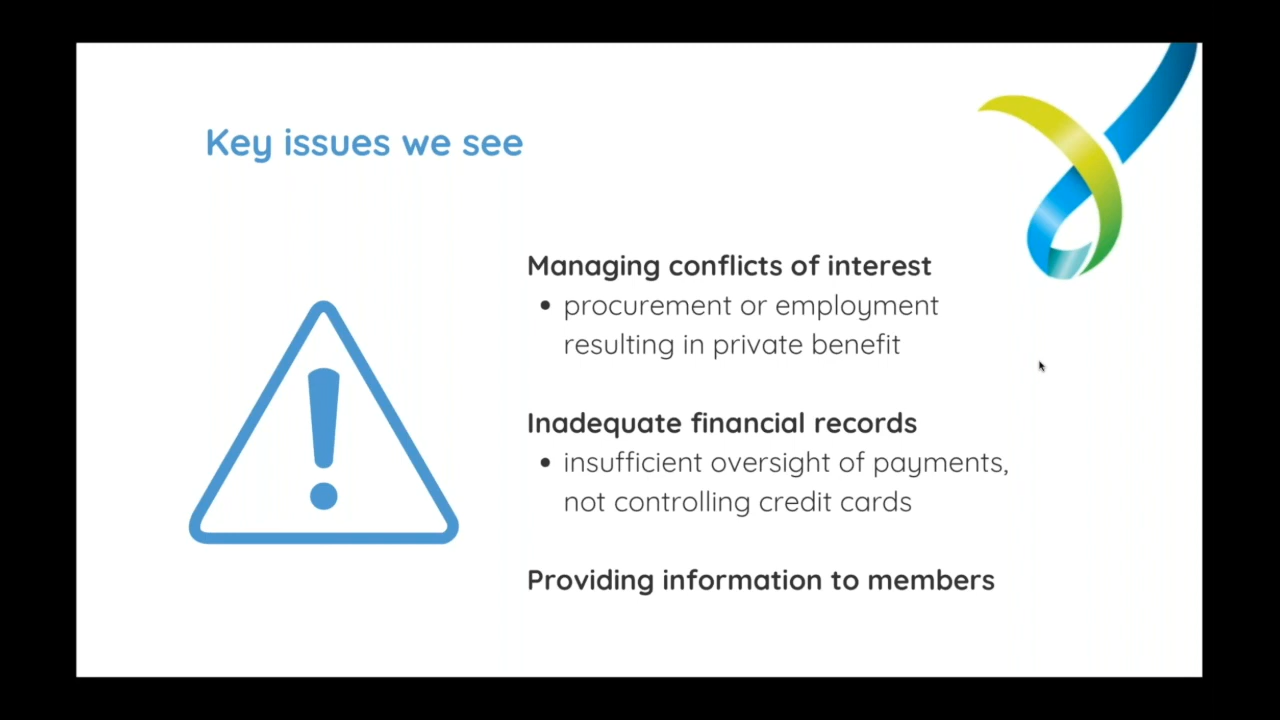 Key issues we see
Managing conflicts of interest
• procurement or employment
resulting in private benefit
Inadequate financial records
• insufficient oversight of payments,
not controlling credit cards
Providing information to members